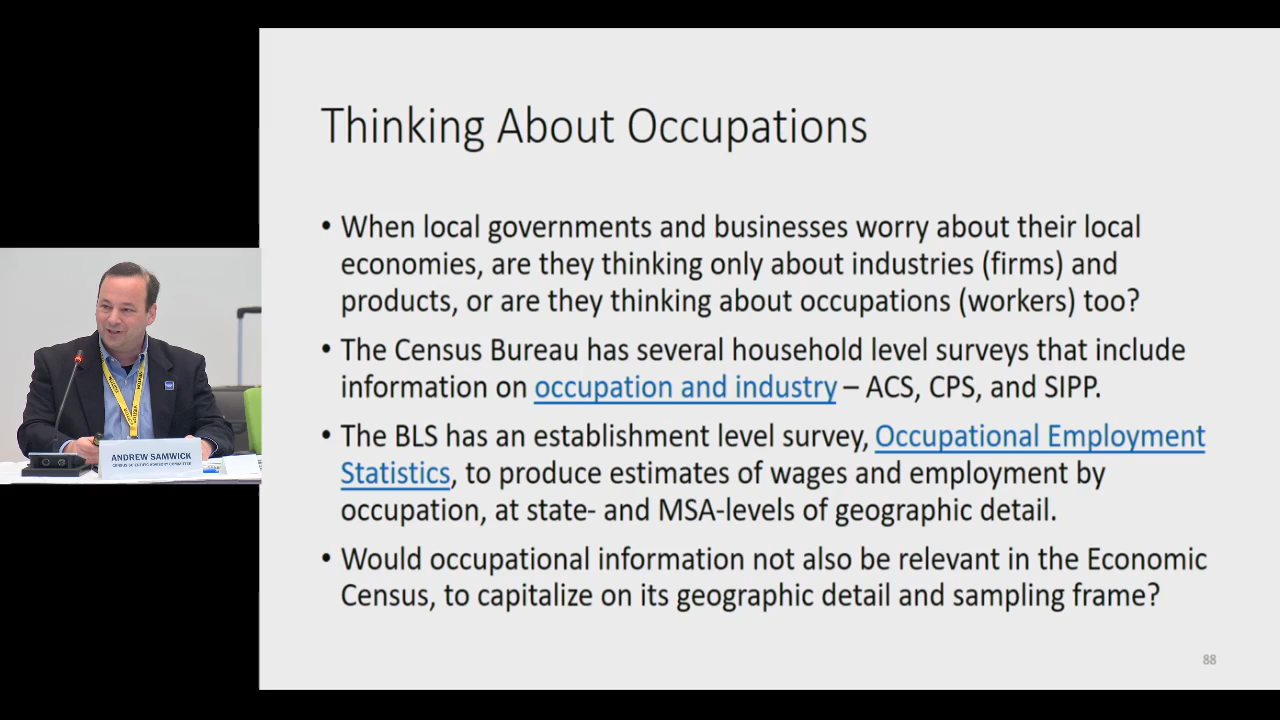 Thinking About Occupations
• When local governments and businesses worry about their local
economies, are they thinking only about industries (firms) and
products, or are they thinking about occupations (workers) too?
• The Census Bureau has several household level surveys that include
information on occupation and industry – ACS, CPS, and SIPP.
• The BLS has an establishment level survey, Occupational Employment
Statistics, to produce estimates of wages and employment by
occupation, at state- and MSA-levels of geographic detail.
• Would occupational information not also be relevant in the Economic
Census, to capitalize on its geographic detail and sampling frame?
88
ANDREW SAMWICK
CENSUS SCIENTIFIC ADVISORY COMMITTEE